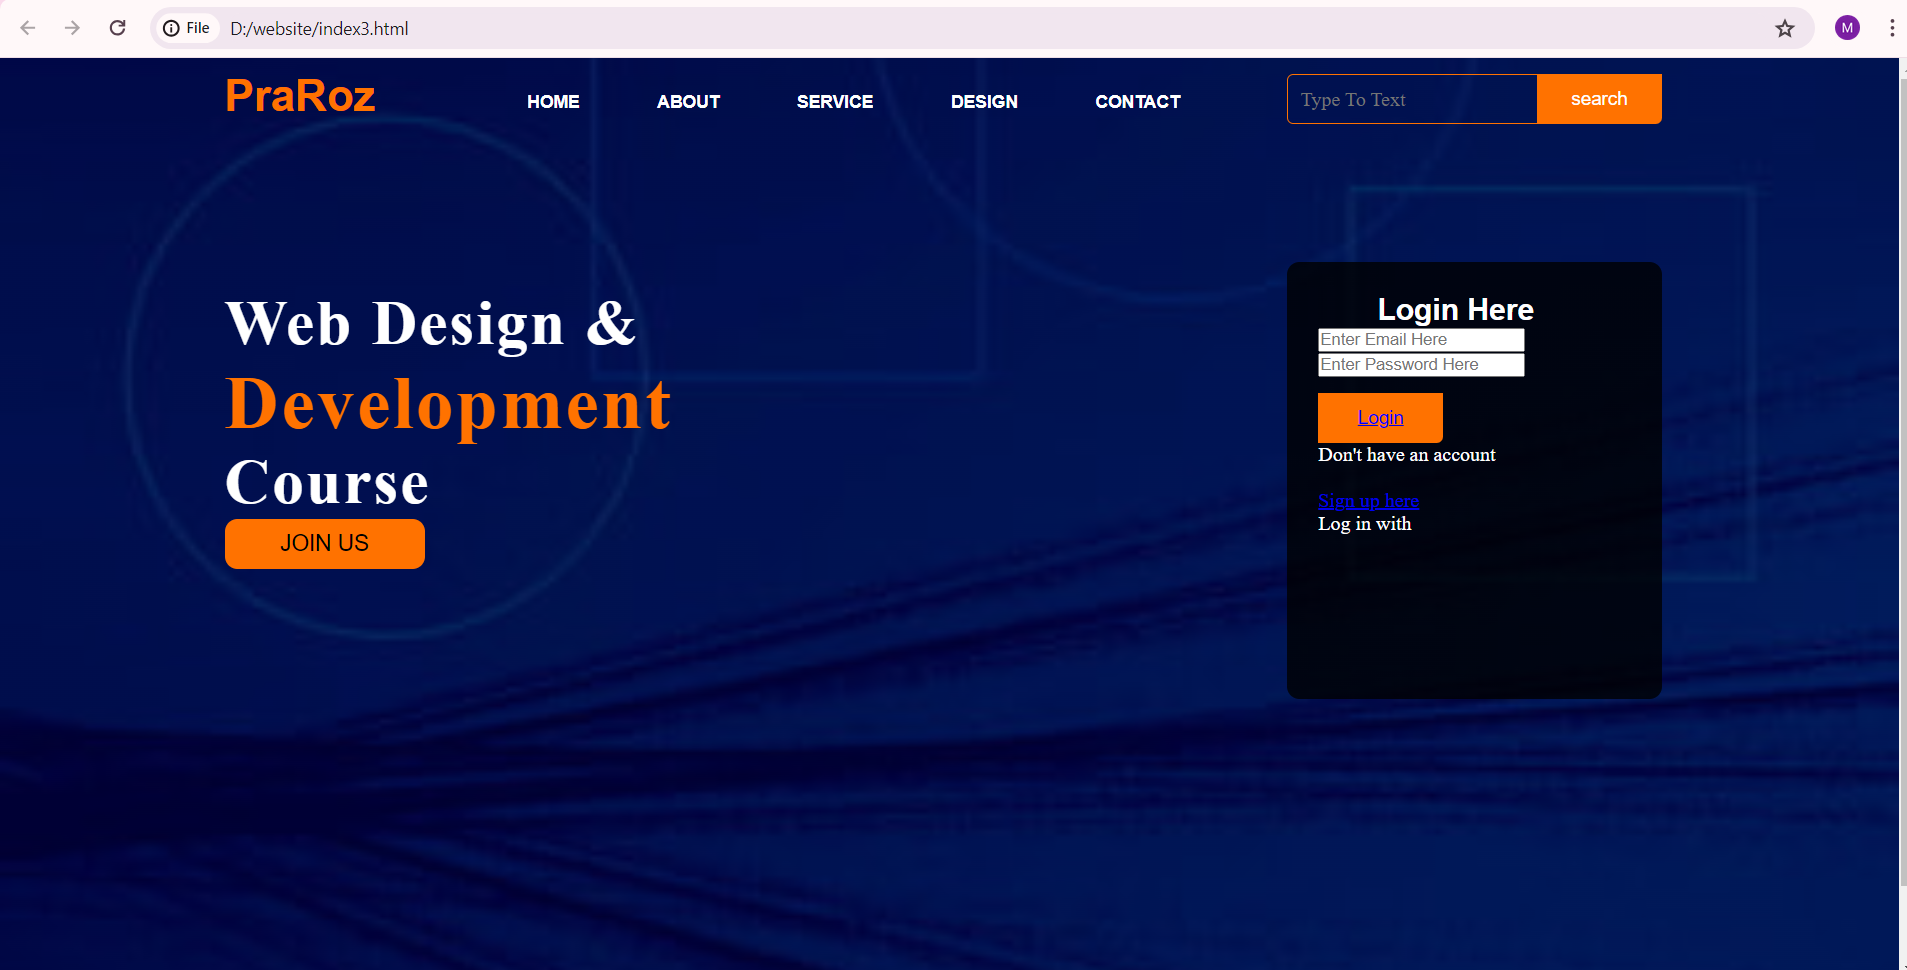 File D:/website/index3.html M
PraRoz HOME ABOUT SERVICE DESIGN CONTACT Type To Text search
Web Design &
Development
Course
JOIN US
Login Here
Enter Email Here
Enter Password Here
Login
Don't have an account
Sign up here
Log in with